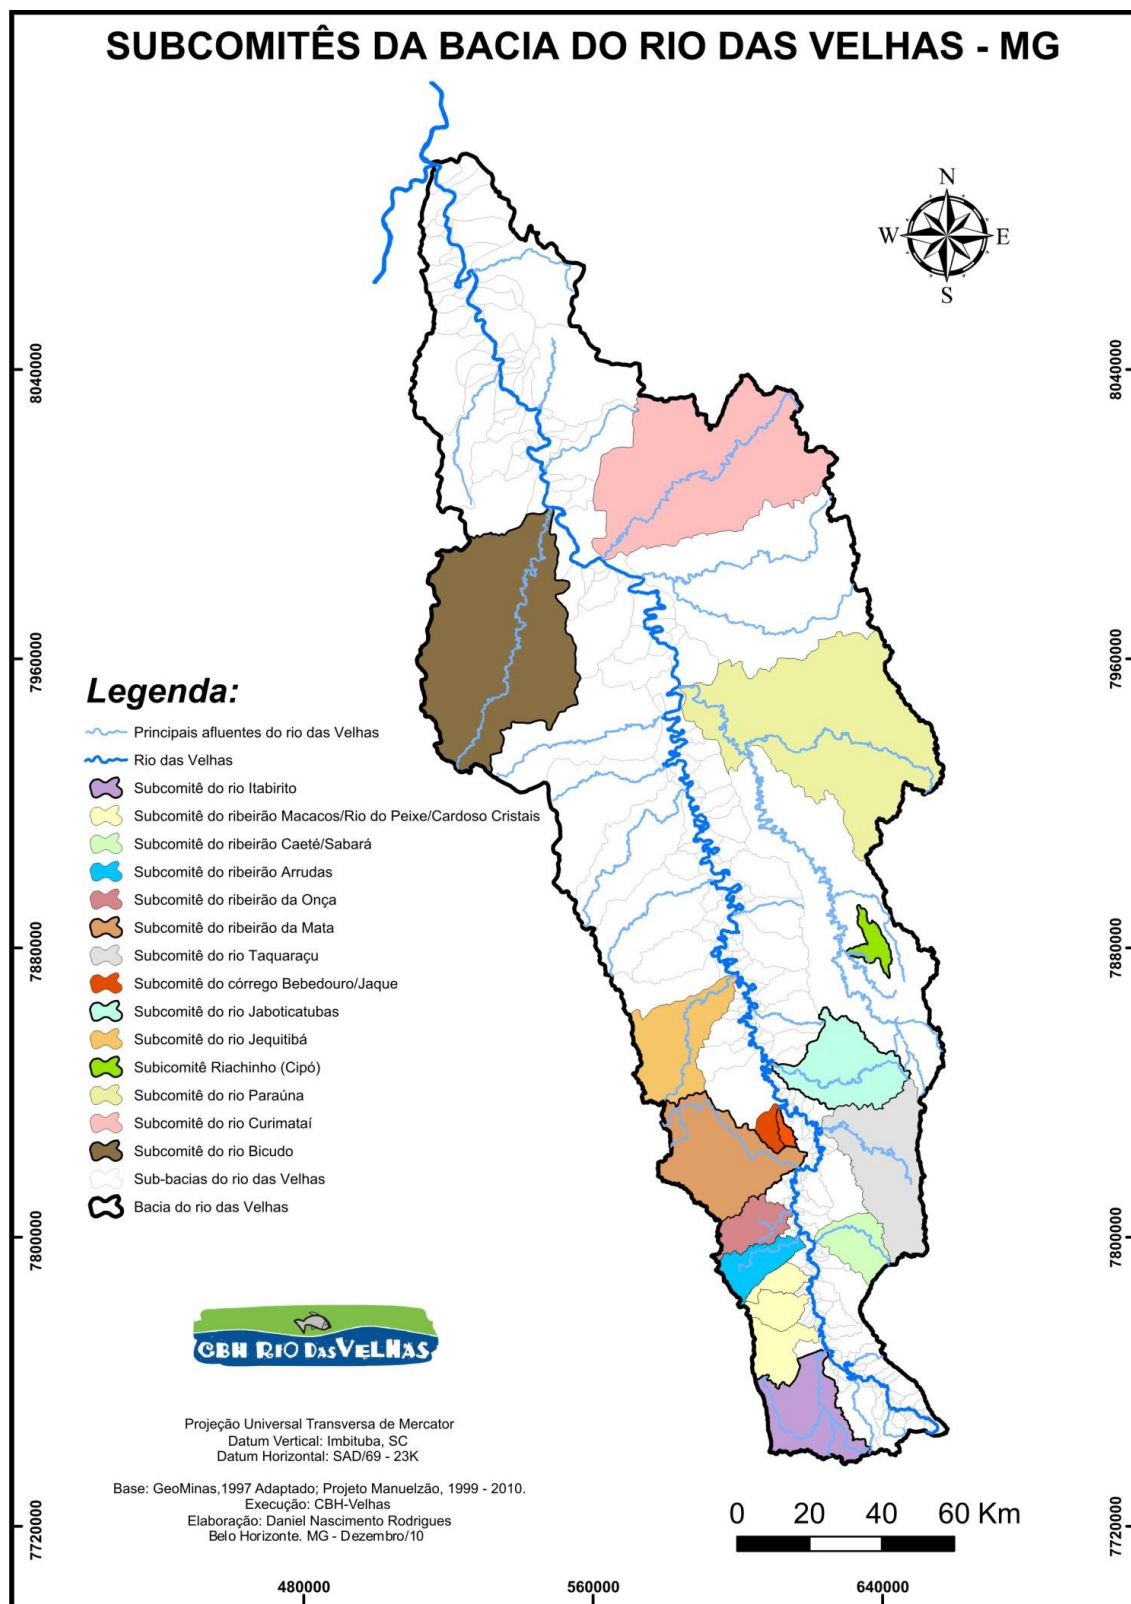 SUBCOMITÊS DA BACIA DO RIO DAS VELHAS - MG
N
W
E
S
8040000
8040000
7960000
7960000
Legenda:
Principais afluentes do rio das Velhas
Rio das Velhas
Subcomitê do rio Itabirito
Subcomitê do ribeirão Macacos/Rio do Peixe/Cardoso Cristais
Subcomitê do ribeirão Caeté/Sabará
Subcomitê do ribeirão Arrudas
Subcomitê do ribeirão da Onça
Subcomitê do ribeirão da Mata
Subcomitê do rio Taquaraçu
Subcomitê do córrego Bebedouro/Jaque
Subcomitê do rio Jaboticatubas
Subcomitê do rio Jequitibá
Subicomitê Riachinho (Cipó)
Subcomitê do rio Paraúna
Subcomitê do rio Curimataí
Subcomitê do rio Bicudo
Sub-bacias do rio das Velhas
Bacia do rio das Velhas
7880000
7880000
7800000
7800000
CBH RIO DAS VELHAS
Projeção Universal Transversa de Mercator
Datum Vertical: Imbituba, SC
Datum Horizontal: SAD/69 - 23K
Base: GeoMinas,1997 Adaptado; Projeto Manuelzão, 1999 - 2010.
Execução: CBH-Velhas
Elaboração: Daniel Nascimento Rodrigues
Belo Horizonte. MG - Dezembro/10
0 20 40 60 Km
7720000
7720000
480000
560000
640000